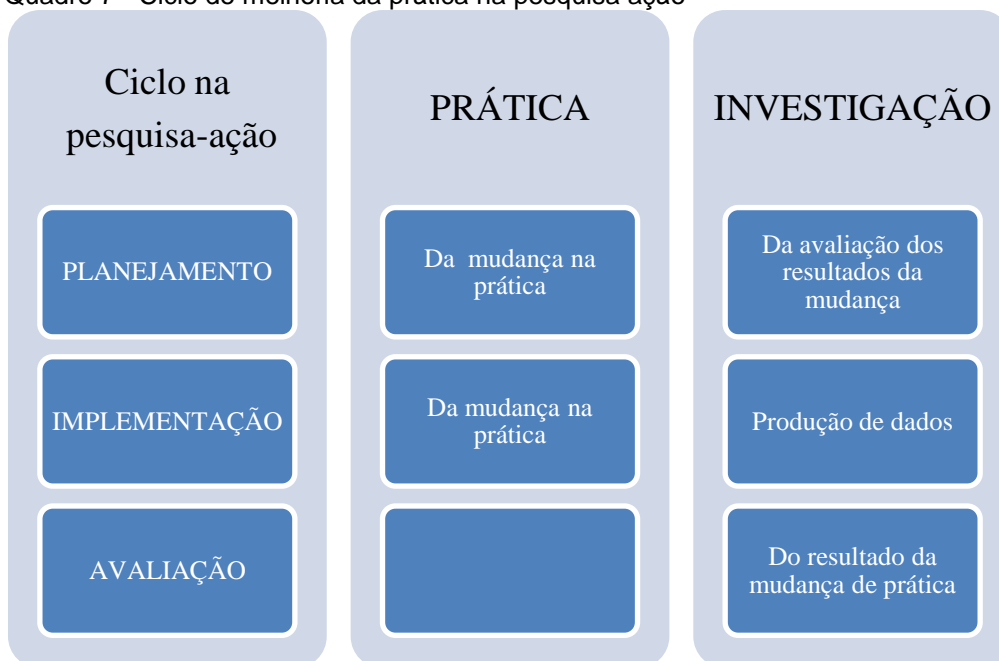 Quadro 7 - Ciclo de melhoria da prática na pesquisa-ação
Ciclo na
pesquisa-ação
PLANEJAMENTO
IMPLEMENTAÇÃO
AVALIAÇÃO
PRÁTICA
Da mudança na
prática
Da mudança na
prática
INVESTIGAÇÃO
Da avaliação dos
resultados da
mudança
Produção de dados
Do resultado da
mudança de prática